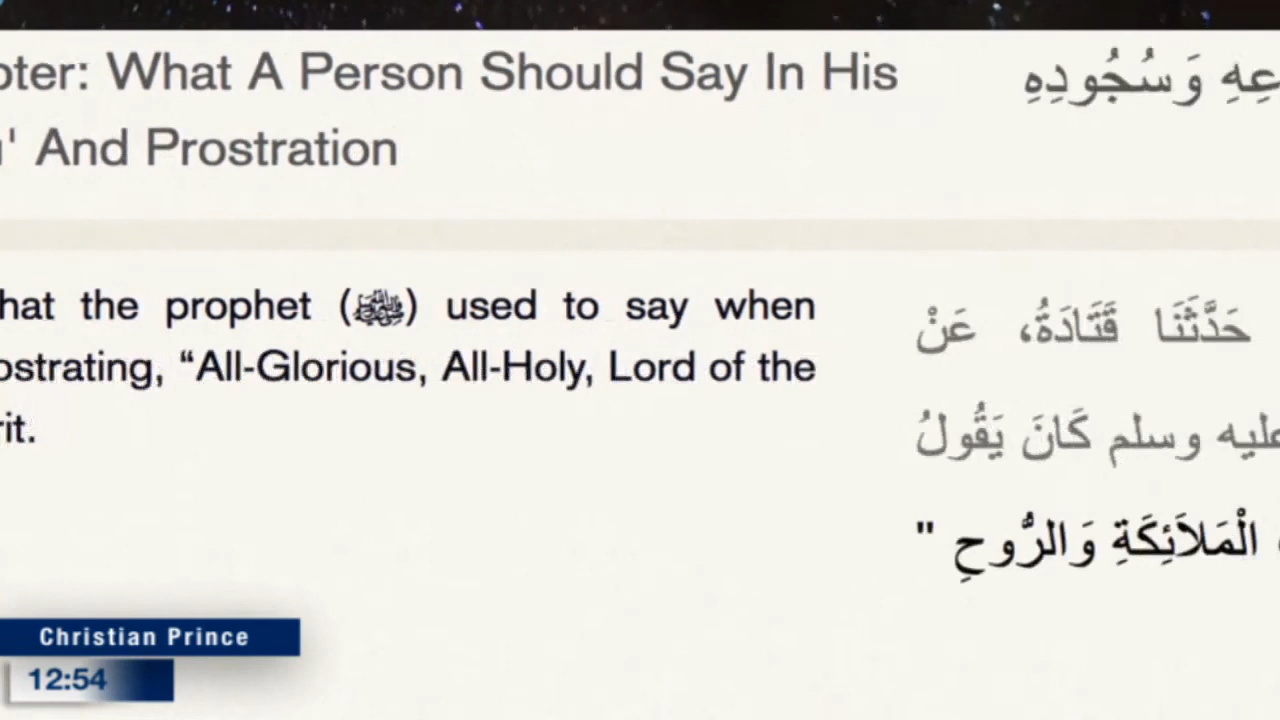 pter: What A Person Should Say In His
عِهِ وَسُجُودِهِ
' And Prostration
hat the prophet (ﷺ) used to say when
حَدَّثَنَا قَتَادَةُ، عَنْ
ostrating, “All-Glorious, All-Holy, Lord of the
عليه وسلم كَانَ يَقُولُ
rit.
الْمَلاَئِكَةِ وَالرُّوحِ "
Christian Prince
12:54